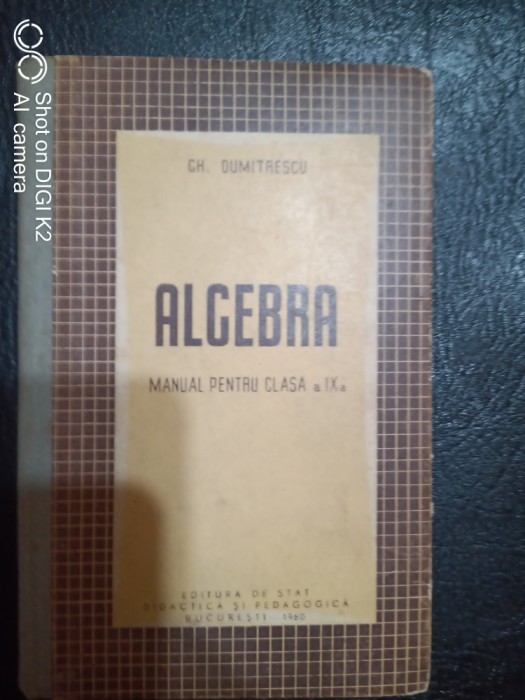 GH. DUMITRESCU
ALGEBRA
MANUAL PENTRU CLASA a IX-a
EDITURA DE STAT
DIDACTICĂ ȘI PEDAGOGICĂ
BUCUREȘTI - 1960
Shot on DIGI K2
AI camera